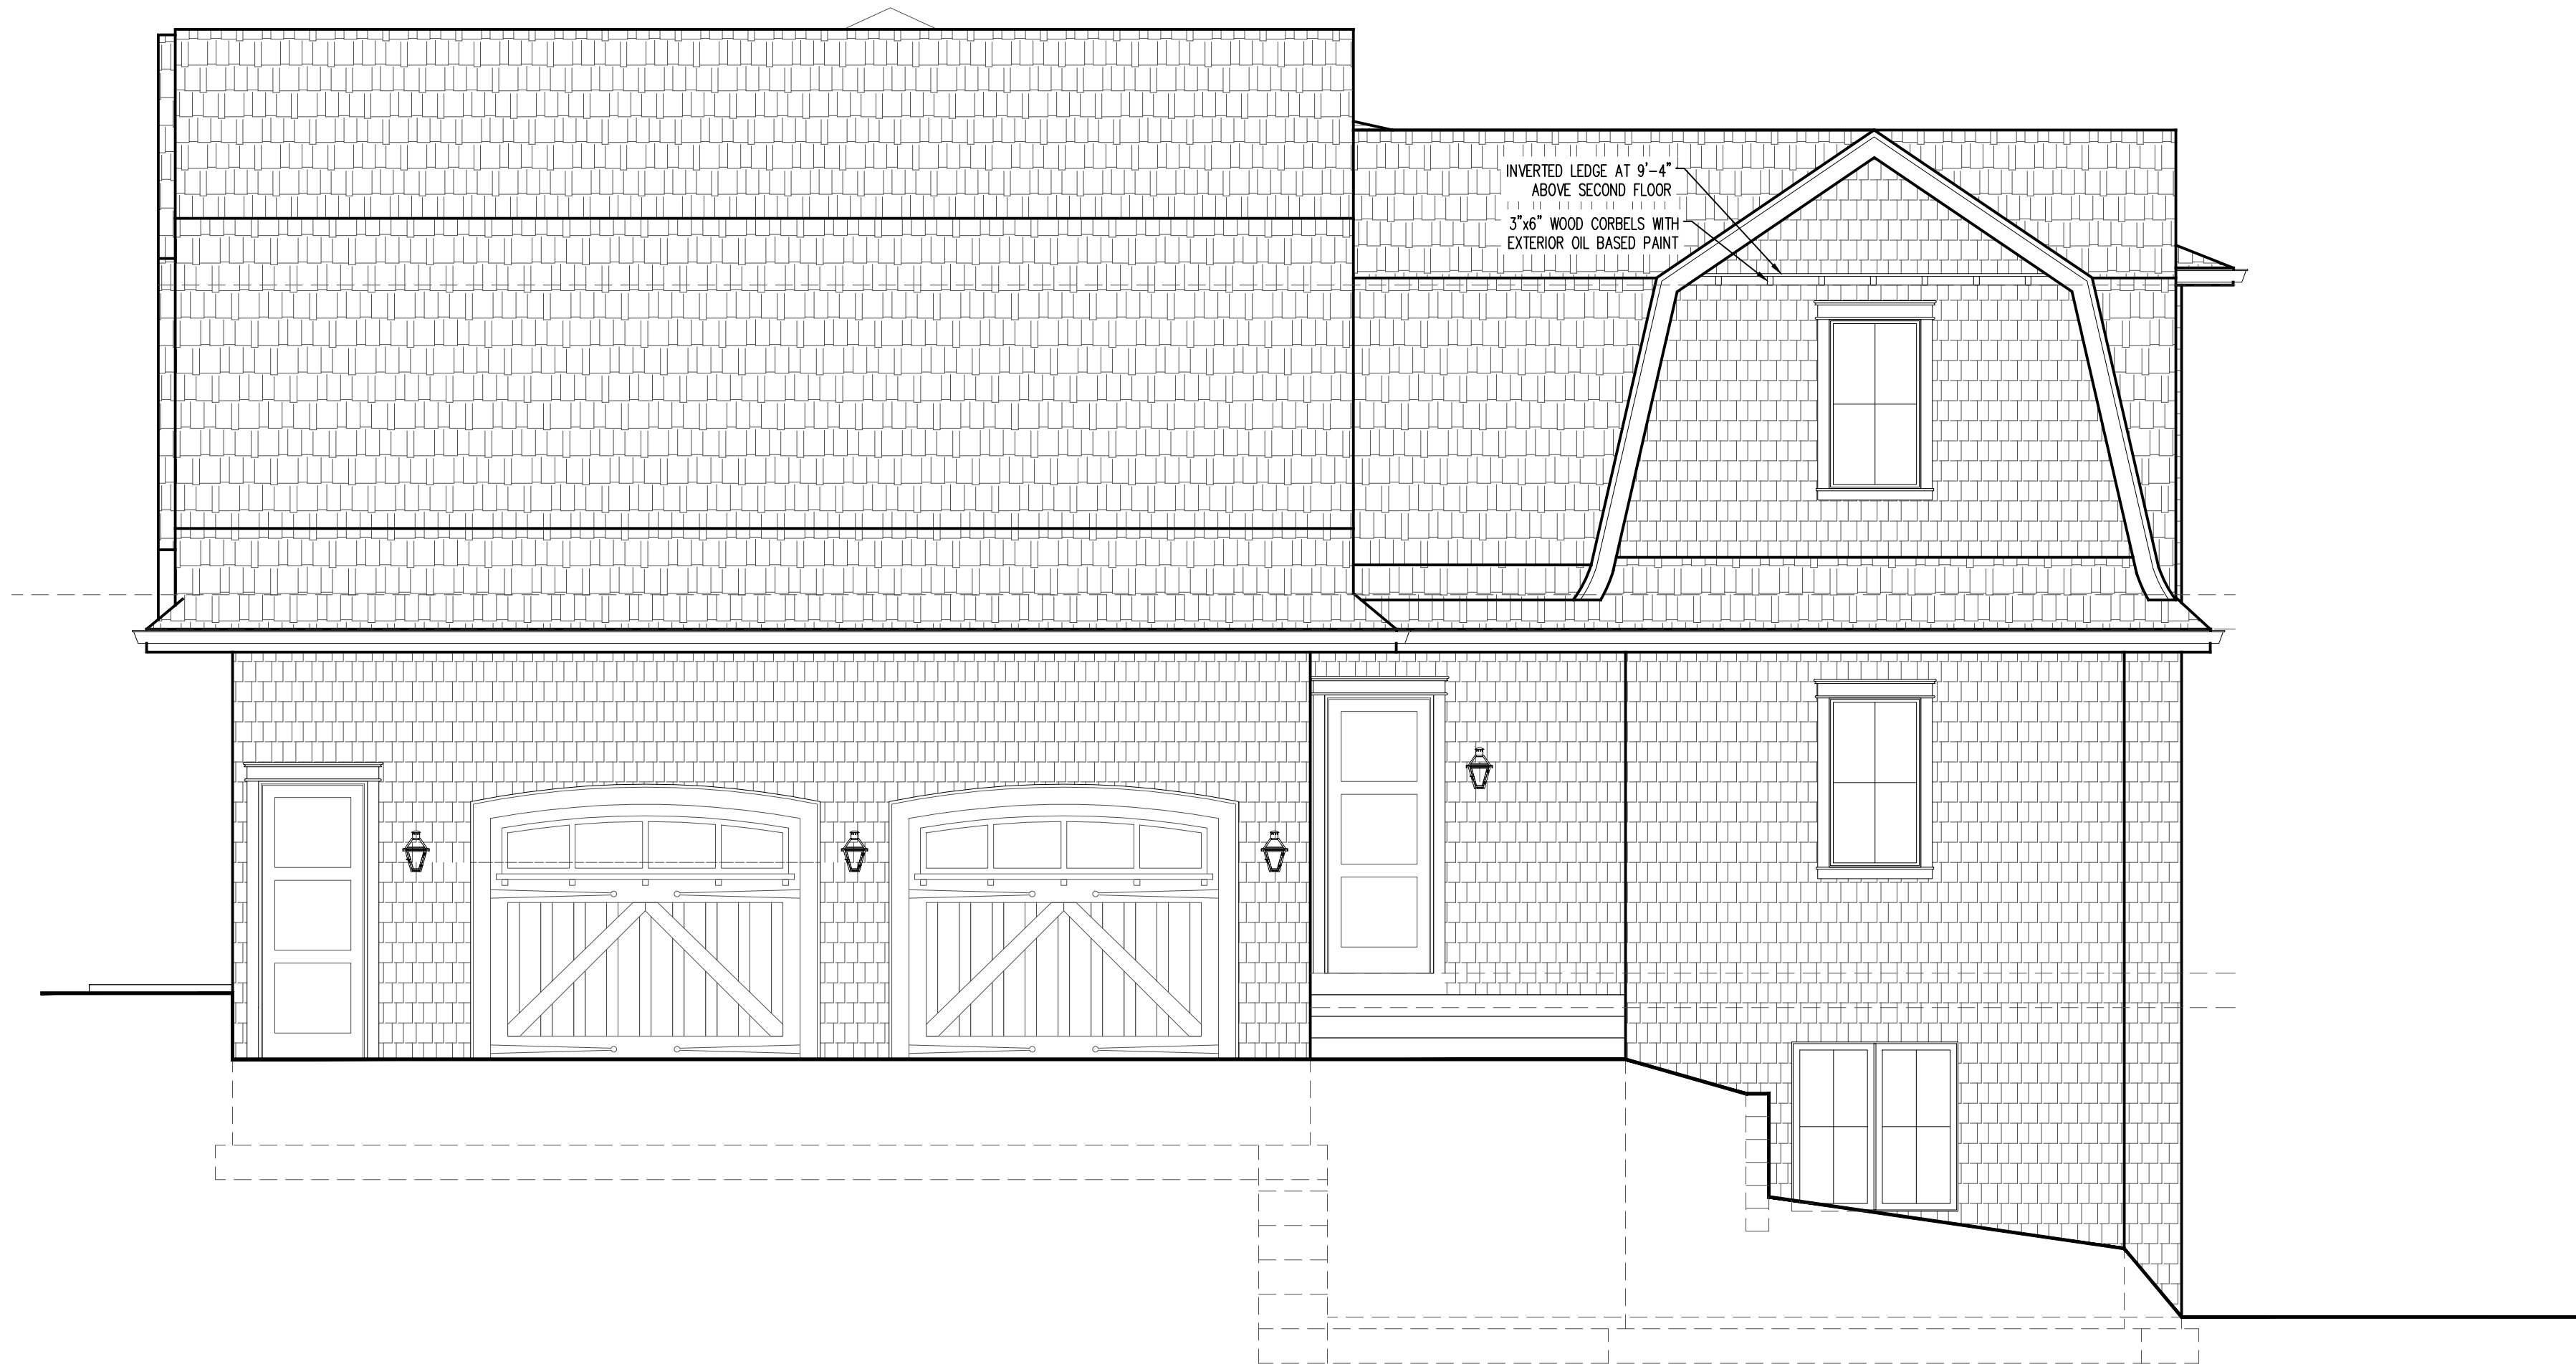 INVERTED LEDGE AT 9'-4"
ABOVE SECOND FLOOR
3"x6" WOOD CORBELS WITH
EXTERIOR OIL BASED PAINT